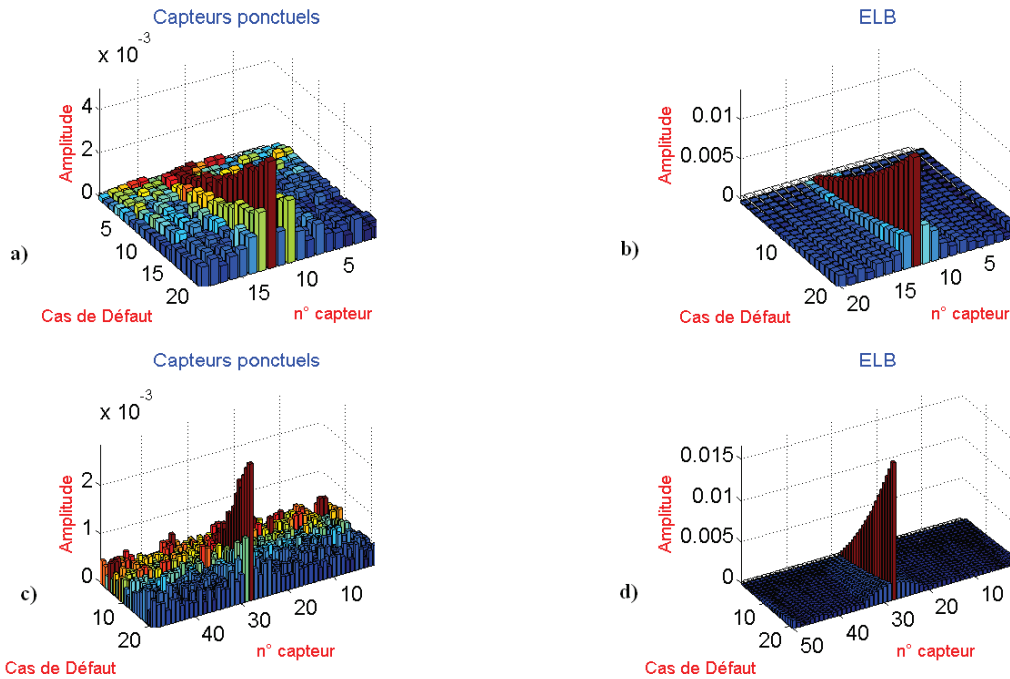 Capteurs ponctuels
x 10⁻³
Amplitude
4
2
0
5
10
15
20
15
10
5
a)
Cas de Défaut
n° capteur
ELB
0.01
0.005
0
10
20
20
15
10
5
b)
Cas de Défaut
n° capteur
Amplitude
Capteurs ponctuels
x 10⁻³
Amplitude
2
1
0
10
20
40
30
20
10
c)
Cas de Défaut
n° capteur
ELB
Amplitude
0.015
0.01
0.005
0
10
20
50
40
30
20
10
d)
Cas de Défaut
n° capteur